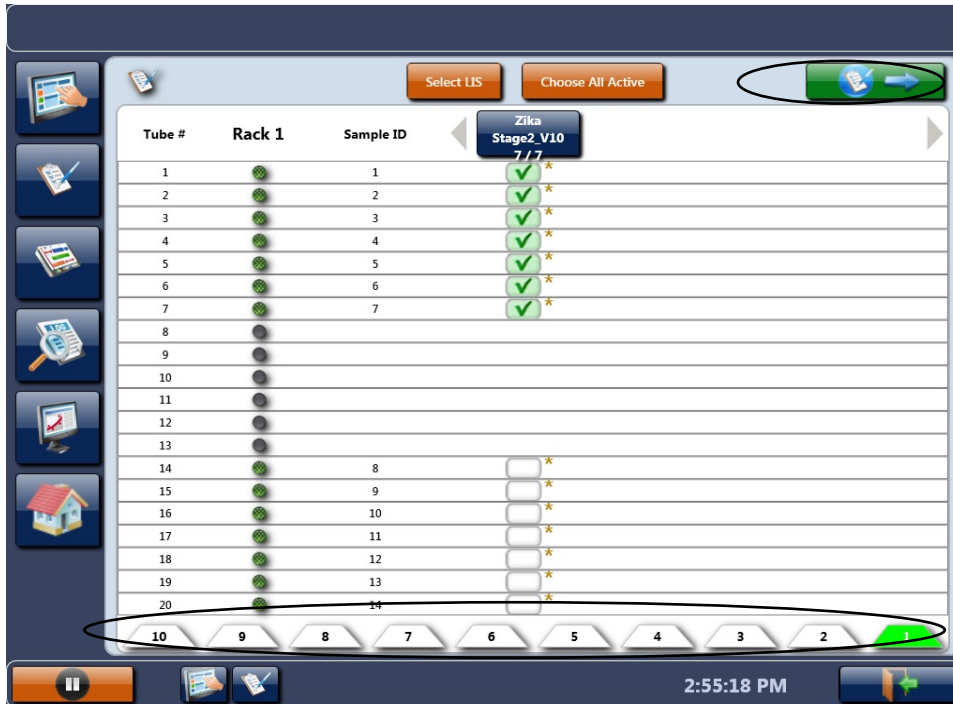 Select LIS Choose All Active
Tube # Rack 1 Sample ID Zika
Stage2_V10
7 / 7
1 1
2 2
3 3
4 4
5 5
6 6
7 7
8
9
10
11
12
13
14 8
15 9
16 10
17 11
18 12
19 13
20 14
10 9 8 7 6 5 4 3 2 1
2:55:18 PM
LOG